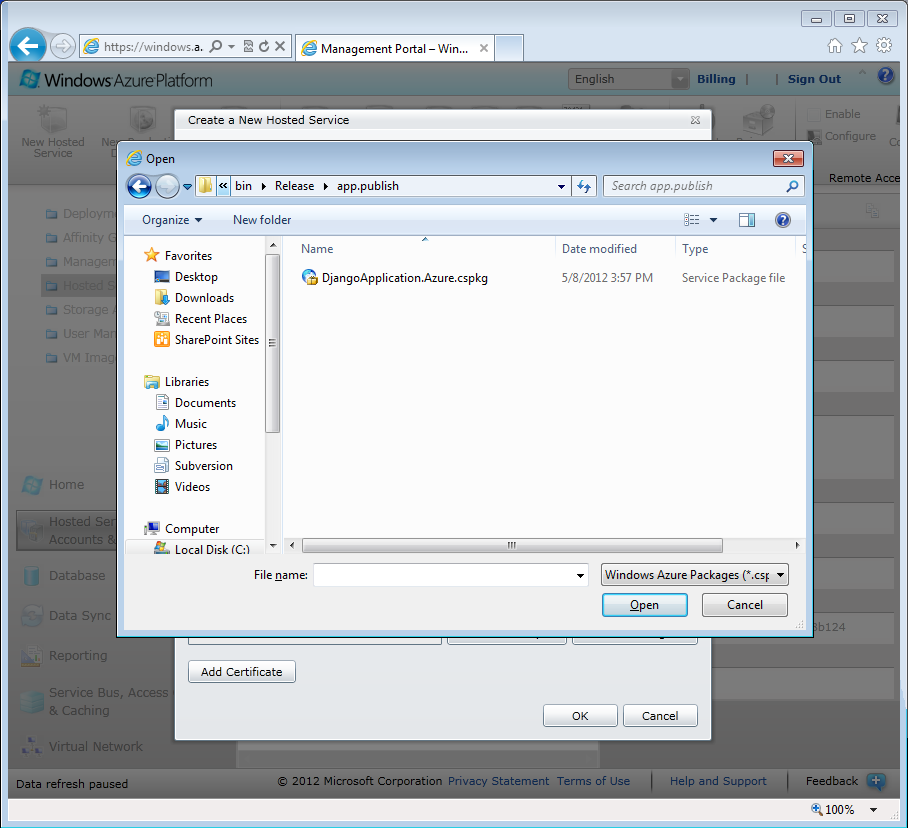 https://windows.a.
Management Portal – Win...
Windows Azure Platform
English
Billing
Sign Out
New Hosted
Service
Enable
Configure
Remote Acce
Create a New Hosted Service
Open
« bin Release app.publish
Search app.publish
Organize
New folder
Name
Date modified
Type
DjangoApplication.Azure.cspkg
5/8/2012 3:57 PM
Service Package file
Favorites
Desktop
Downloads
Recent Places
SharePoint Sites
Libraries
Documents
Music
Pictures
Subversion
Videos
Computer
Local Disk (C:)
File name:
Windows Azure Packages (*.csp
Open
Cancel
Deploym
Affinity G
Managem
Hosted S
Storage A
User Man
VM Imag
Home
Hosted Ser
Accounts &
Database
Data Sync
Reporting
Service Bus, Access
& Caching
Virtual Network
b124
Add Certificate
OK
Cancel
Data refresh paused
© 2012 Microsoft Corporation
Privacy Statement
Terms of Use
Help and Support
Feedback
100%